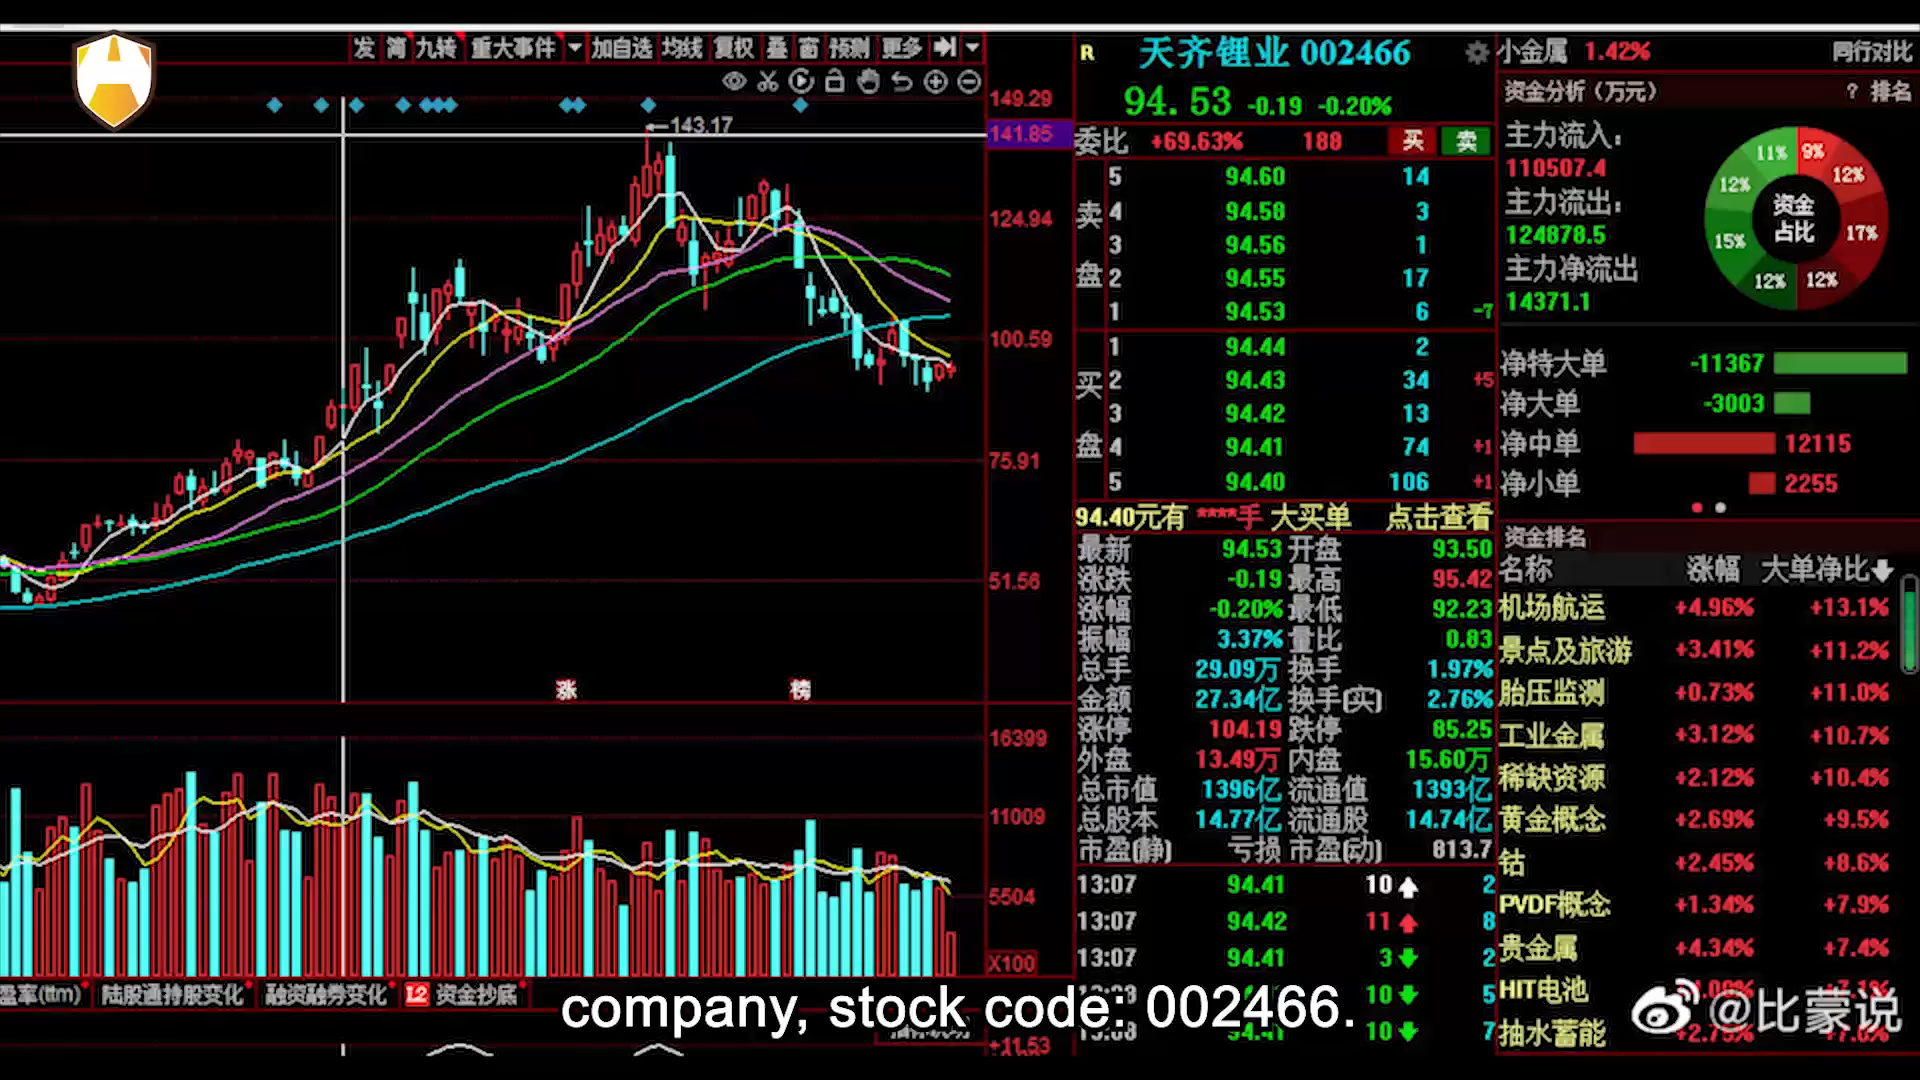 发 简 九转 重大事件 加自选 均线 复权 叠 窗 预测 更多
149.29
141.85
143.17
124.94
100.59
75.91
51.56
涨 榜
16399
11009
5504
X100
盈率(ttm) 陆股通持股变化 融资融券变化 L2 资金抄底
+11.53
R 天齐锂业 002466
94.53 -0.19 -0.20%
委比 +69.63% 188 买 卖
卖盘
5 94.60 14
4 94.58 3
3 94.56 1
2 94.55 17
1 94.53 6 -7
买盘
1 94.44 2
2 94.43 34 +5
3 94.42 13
4 94.41 74 +1
5 94.40 106 +1
94.40元有 ****手 大买单 点击查看
最新 94.53 开盘 93.50
涨跌 -0.19 最高 95.42
涨幅 -0.20% 最低 92.23
振幅 3.37% 量比 0.83
总手 29.09万 换手 1.97%
金额 27.34亿 换手(实) 2.76%
涨停 104.19 跌停 85.25
外盘 13.49万 内盘 15.60万
总市值 1396亿 流通值 1393亿
总股本 14.77亿 流通股 14.74亿
市盈(静) 亏损 市盈(动) 813.7
13:07 94.41 10 2
13:07 94.42 11 8
13:07 94.41 3 2
10 5
94.41 10 7
小金属 1.42% 同行对比
资金分析(万元) ? 排名
主力流入:
110507.4
主力流出:
124878.5
主力净流出
14371.1
资金占比
11% 9%
12% 12%
15% 17%
12% 12%
净特大单 -11367
净大单 -3003
净中单 12115
净小单 2255
资金排名
名称 涨幅 大单净比
机场航运 +4.96% +13.1%
景点及旅游 +3.41% +11.2%
胎压监测 +0.73% +11.0%
工业金属 +3.12% +10.7%
稀缺资源 +2.12% +10.4%
黄金概念 +2.69% +9.5%
钴 +2.45% +8.6%
PVDF概念 +1.34% +7.9%
贵金属 +4.34% +7.4%
HIT电池
抽水蓄能
@比蒙说
company, stock code: 002466.